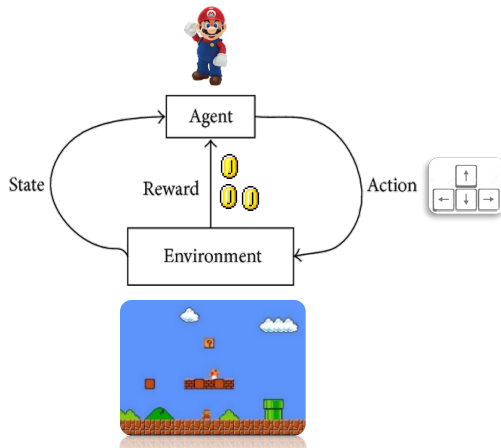 Agent
State
Reward
Action
↑
← ↓ →
Environment
?